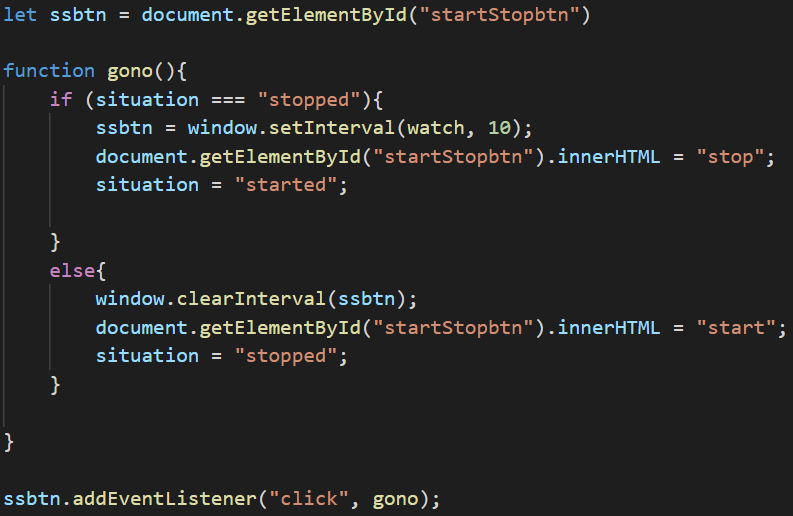 let ssbtn = document.getElementById("startStopbtn")
function gono(){
    if (situation === "stopped"){
        ssbtn = window.setInterval(watch, 10);
        document.getElementById("startStopbtn").innerHTML = "stop";
        situation = "started";
    }
    else{
        window.clearInterval(ssbtn);
        document.getElementById("startStopbtn").innerHTML = "start";
        situation = "stopped";
    }
}
ssbtn.addEventListener("click", gono);